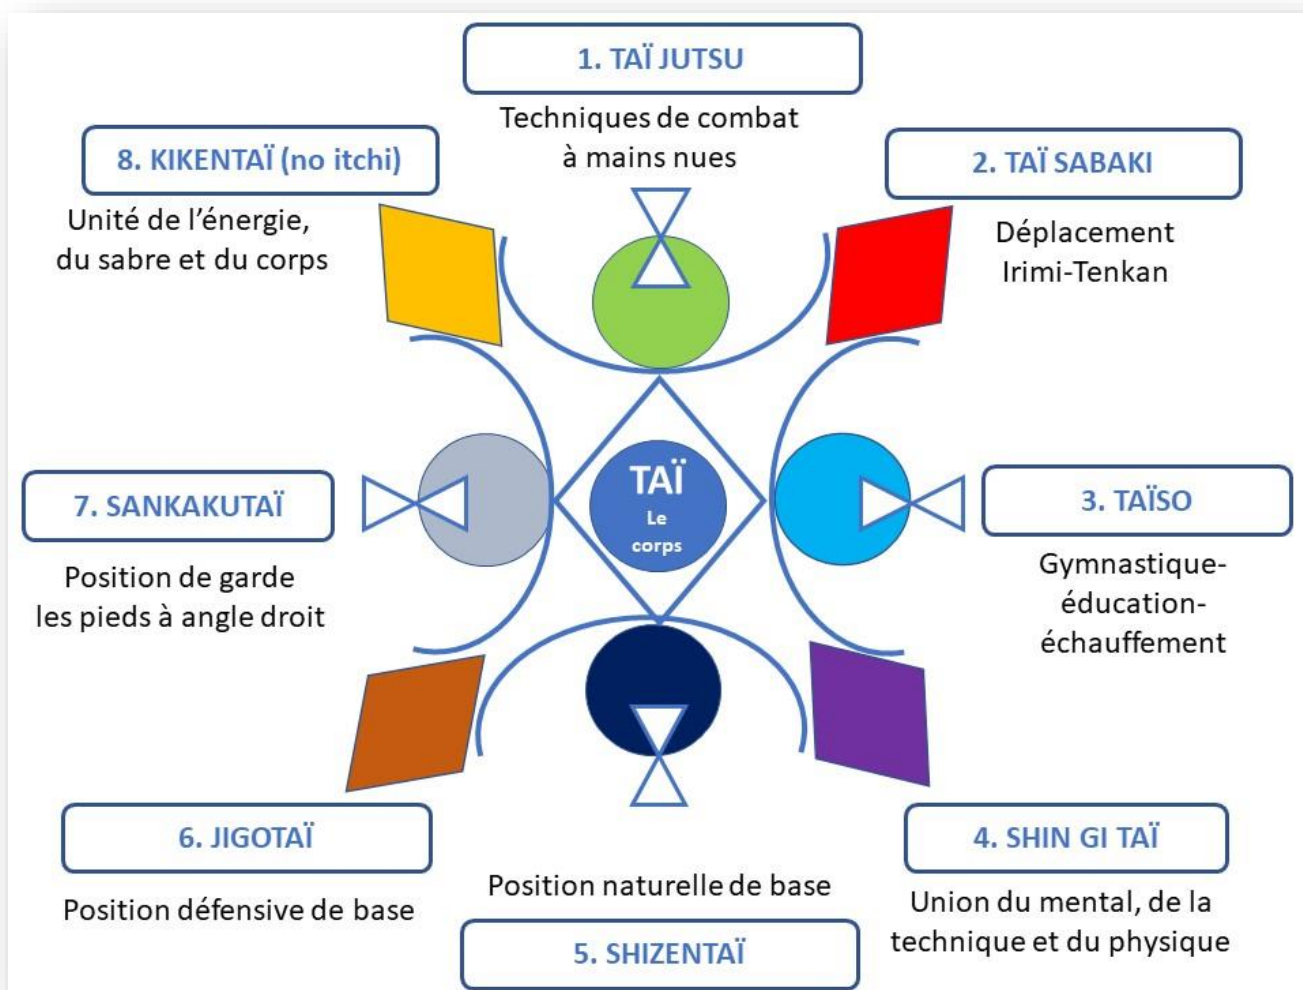 1. TAÏ JUTSU
Techniques de combat
à mains nues
2. TAÏ SABAKI
Déplacement
Irimi-Tenkan
3. TAÏSO
Gymnastique-
éducation-
échauffement
4. SHIN GI TAÏ
Union du mental, de la
technique et du physique
Position naturelle de base
5. SHIZENTAÏ
6. JIGOTAÏ
Position défensive de base
7. SANKAKUTAÏ
Position de garde
les pieds à angle droit
8. KIKENTAÏ (no itchi)
Unité de l’énergie,
du sabre et du corps
TAÏ
Le
corps